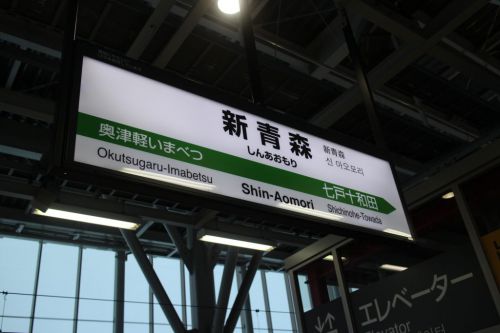 新青森
しんあおもり
新青森
신 아오모리
奥津軽いまべつ
七戸十和田
Okutsugaru-Imabetsu
Shin-Aomori
Shichinohe-Towada
エレベーター
Elevator